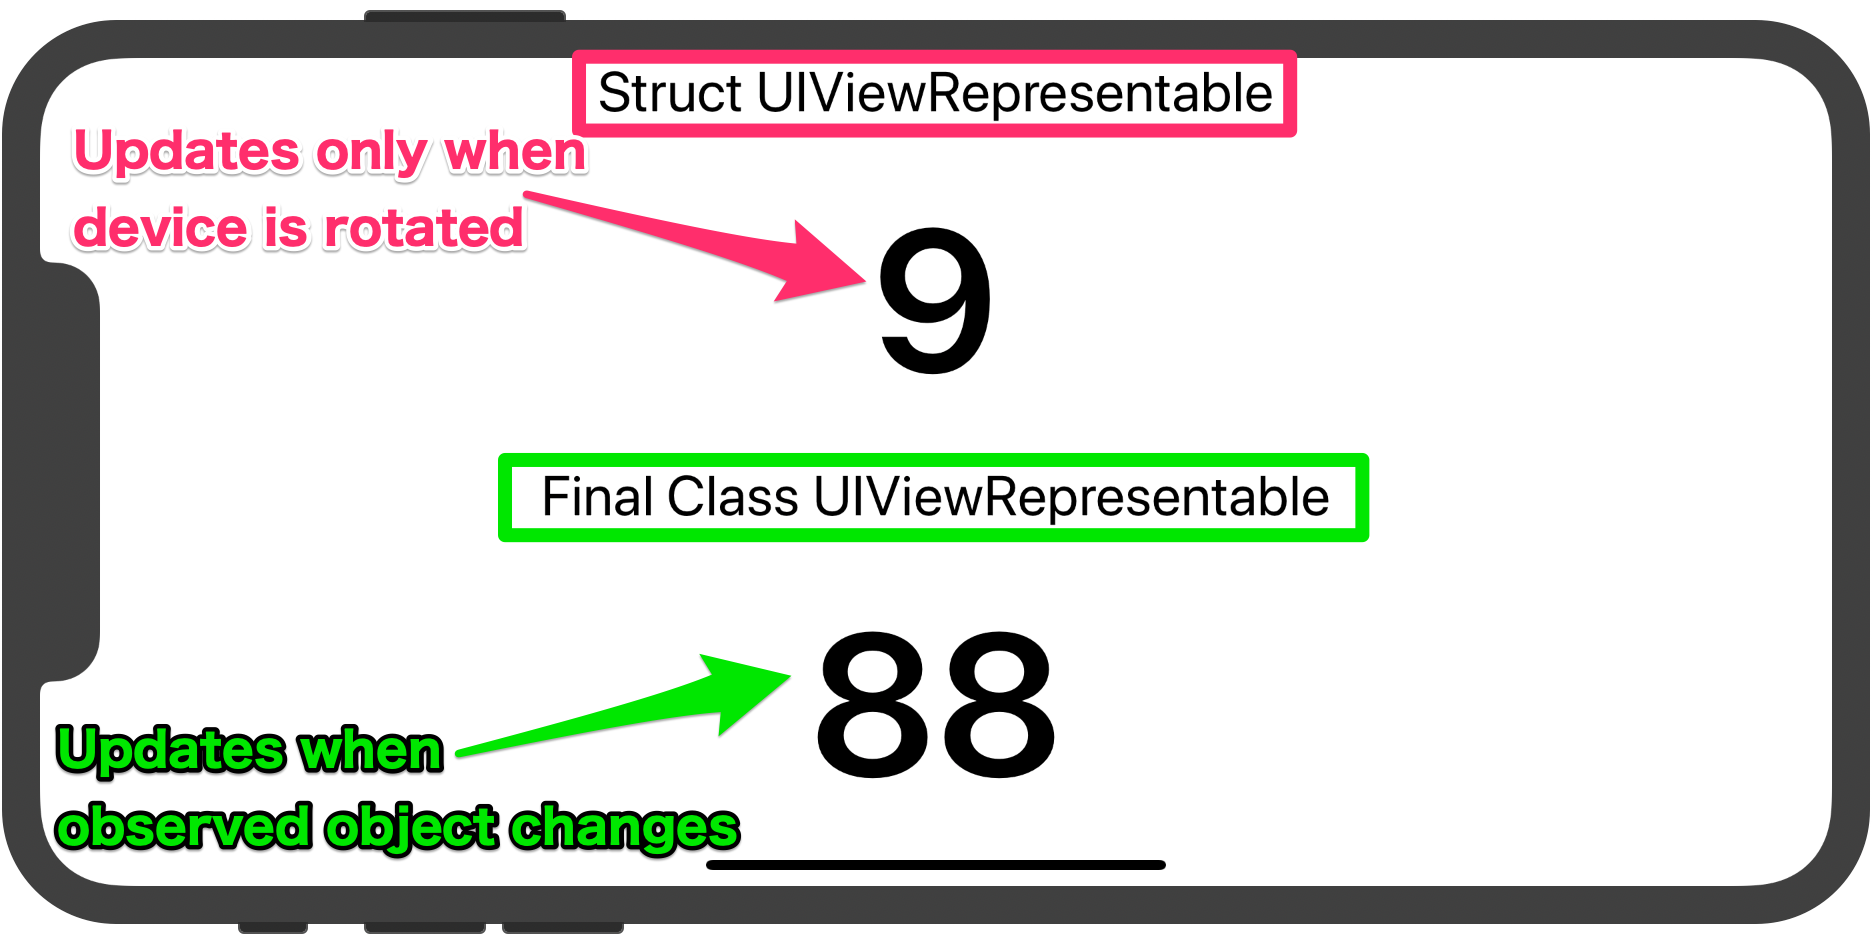 Struct UIViewRepresentable
Updates only when
device is rotated
9
Final Class UIViewRepresentable
88
Updates when
observed object changes